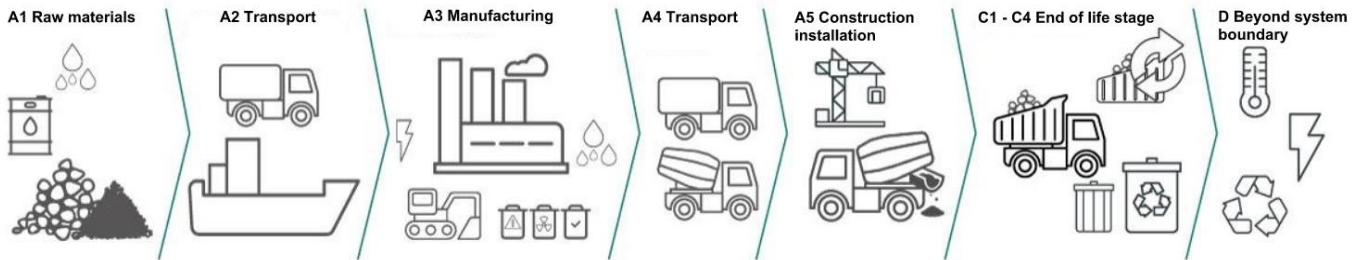 A1 Raw materials
A2 Transport
A3 Manufacturing
A4 Transport
A5 Construction
installation
C1 - C4 End of life stage
D Beyond system
boundary